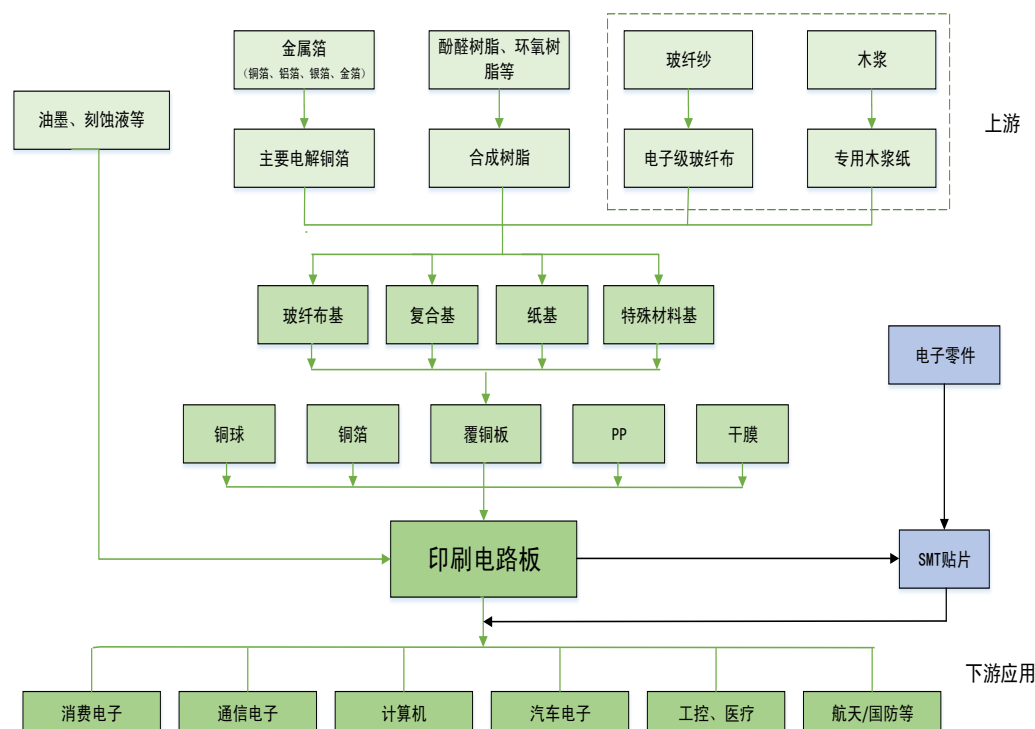 金属箔
（铜箔、铝箔、银箔、金箔）
酚醛树脂、环氧树
脂等
玻纤纱
木浆
油墨、刻蚀液等
上游
主要电解铜箔
合成树脂
电子级玻纤布
专用木浆纸
玻纤布基
复合基
纸基
特殊材料基
电子零件
铜球
铜箔
覆铜板
PP
干膜
印刷电路板
SMT贴片
下游应用
消费电子
通信电子
计算机
汽车电子
工控、医疗
航天/国防等